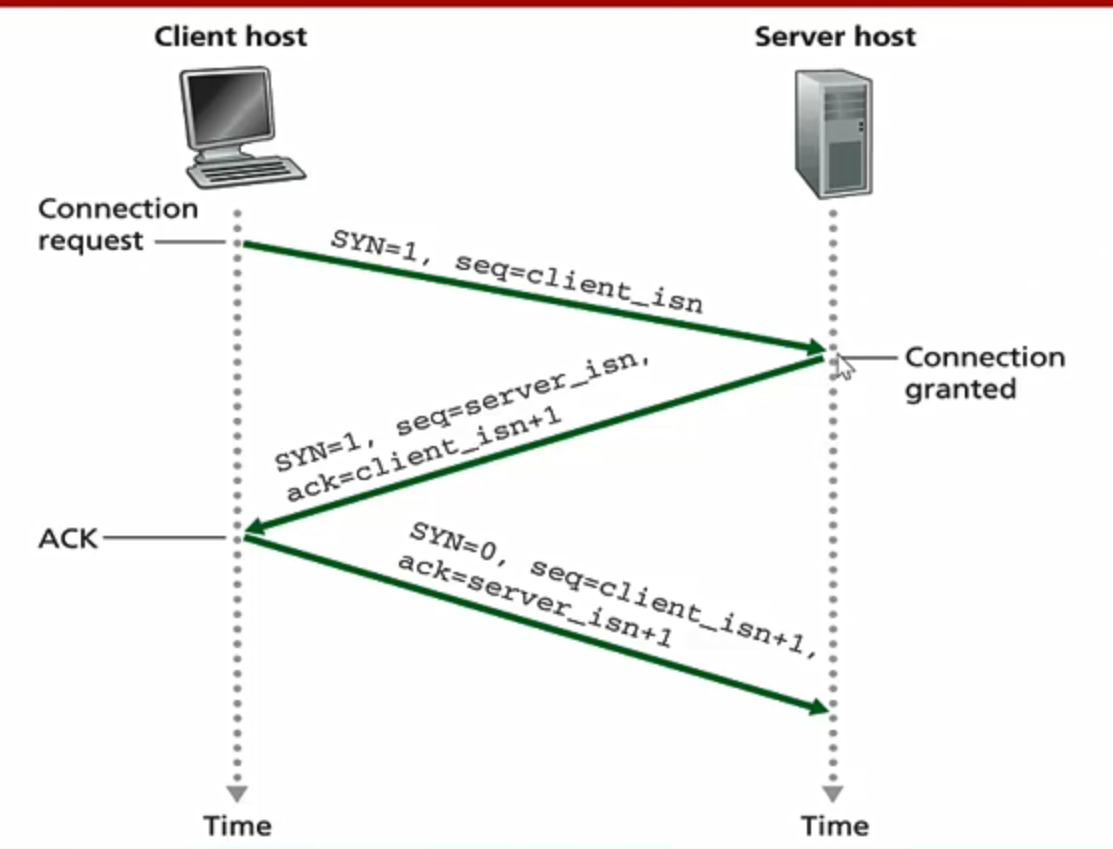 Client host
Server host
Connection
request
SYN=1, seq=client_isn
Connection
granted
SYN=1, seq=server_isn,
ack=client_isn+1
ACK
SYN=0, seq=client_isn+1,
ack=server_isn+1
Time
Time